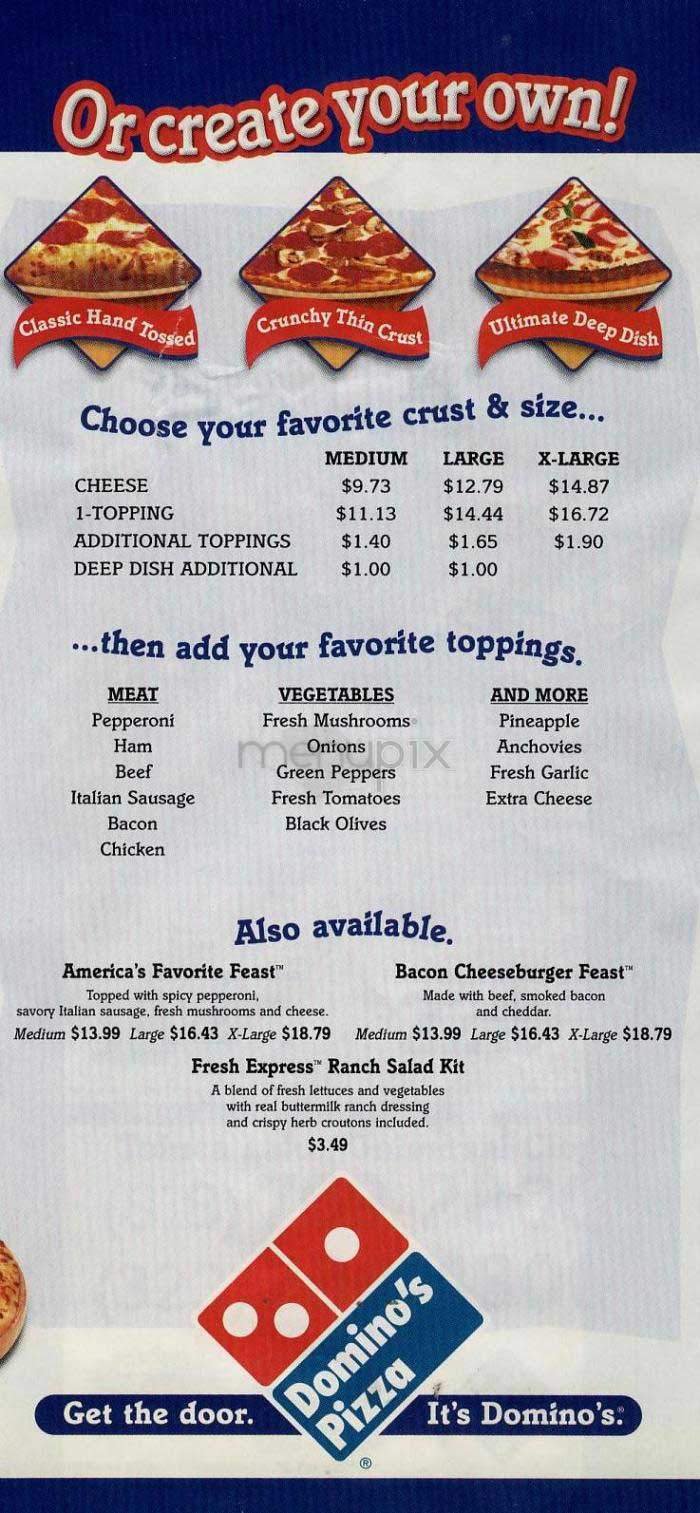 Or create your own!
Classic Hand Tossed
Crunchy Thin Crust
Ultimate Deep Dish
Choose your favorite crust & size...
MEDIUM LARGE X-LARGE
CHEESE $9.73 $12.79 $14.87
1-TOPPING $11.13 $14.44 $16.72
ADDITIONAL TOPPINGS $1.40 $1.65 $1.90
DEEP DISH ADDITIONAL $1.00 $1.00
...then add your favorite toppings.
MEAT VEGETABLES AND MORE
Pepperoni Fresh Mushrooms Pineapple
Ham Onions Anchovies
Beef Green Peppers Fresh Garlic
Italian Sausage Fresh Tomatoes Extra Cheese
Bacon Black Olives
Chicken
menupix
Also available.
America's Favorite Feast™
Topped with spicy pepperoni,
savory Italian sausage, fresh mushrooms and cheese.
Medium $13.99 Large $16.43 X-Large $18.79
Bacon Cheeseburger Feast™
Made with beef, smoked bacon
and cheddar.
Medium $13.99 Large $16.43 X-Large $18.79
Fresh Express™ Ranch Salad Kit
A blend of fresh lettuces and vegetables
with real buttermilk ranch dressing
and crispy herb croutons included.
$3.49
Domino's
Pizza
®
Get the door. It's Domino's.®